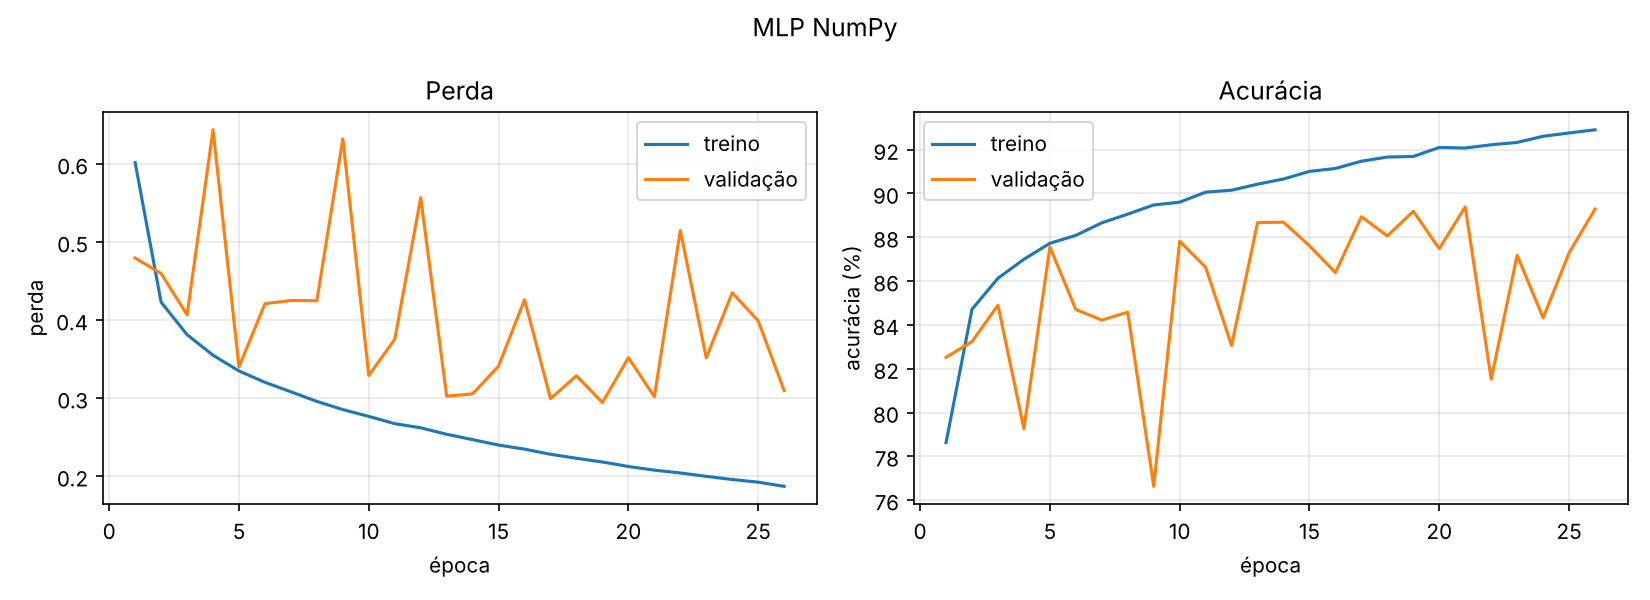 MLP NumPy
Perda
treino
validação
0.6
0.5
0.4
0.3
0.2
perda
0 5 10 15 20 25
época
Acurácia
treino
validação
92
90
88
86
84
82
80
78
76
acurácia (%)
0 5 10 15 20 25
época